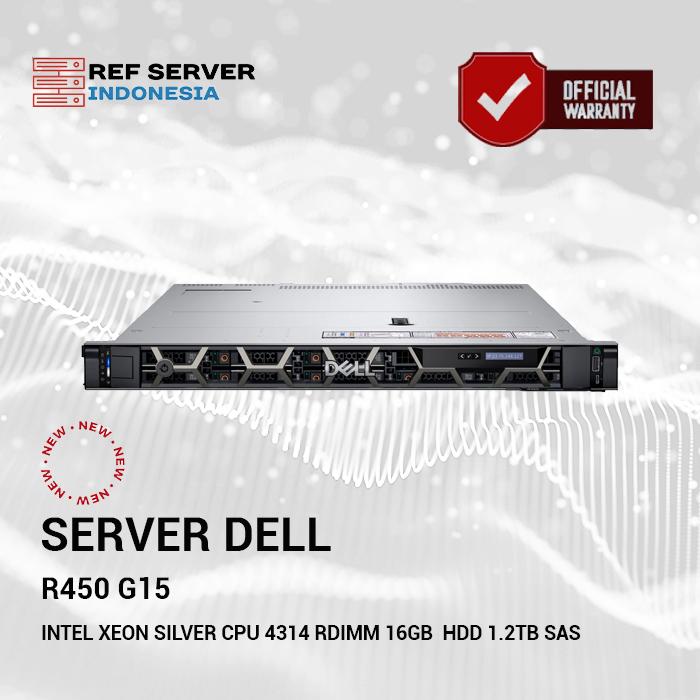 REF SERVER
INDONESIA
OFFICIAL
WARRANTY
DELL
NEW • NEW • NEW • NEW • NEW •
SERVER DELL
R450 G15
INTEL XEON SILVER CPU 4314 RDIMM 16GB HDD 1.2TB SAS